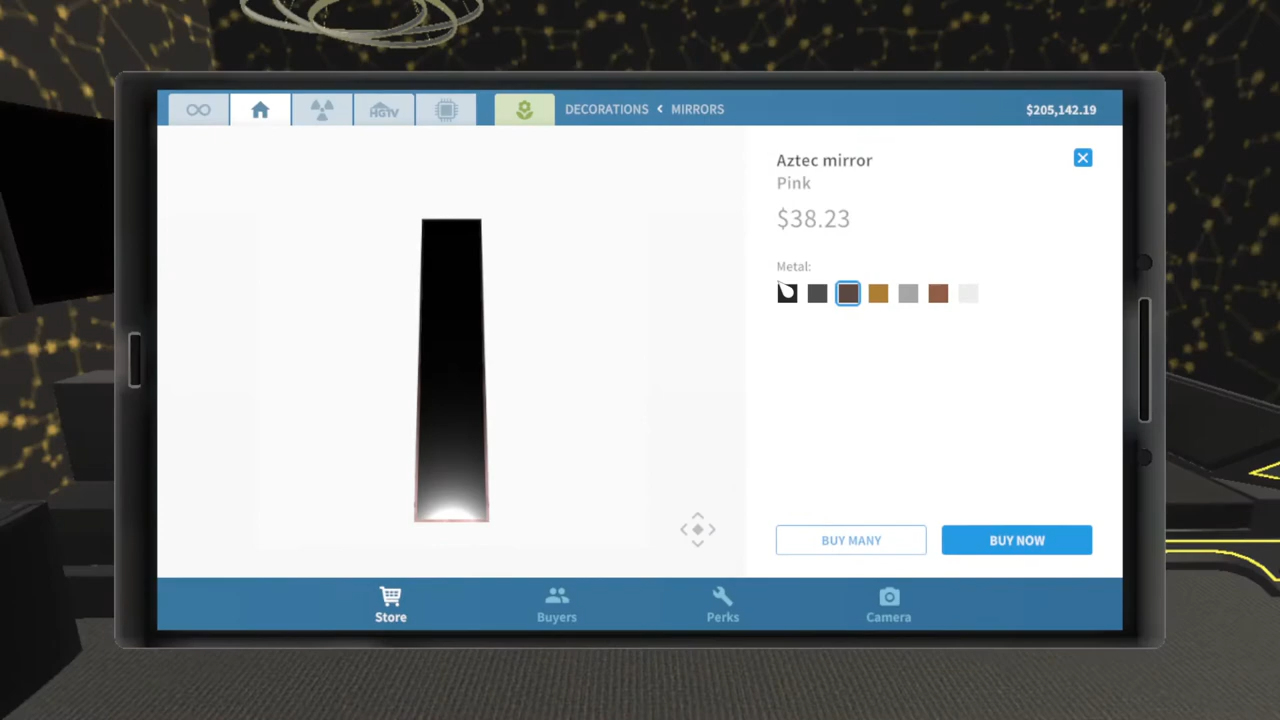 HGTV
DECORATIONS < MIRRORS
$205,142.19
Aztec mirror
Pink
$38.23
Metal:
BUY MANY
BUY NOW
Store
Buyers
Perks
Camera